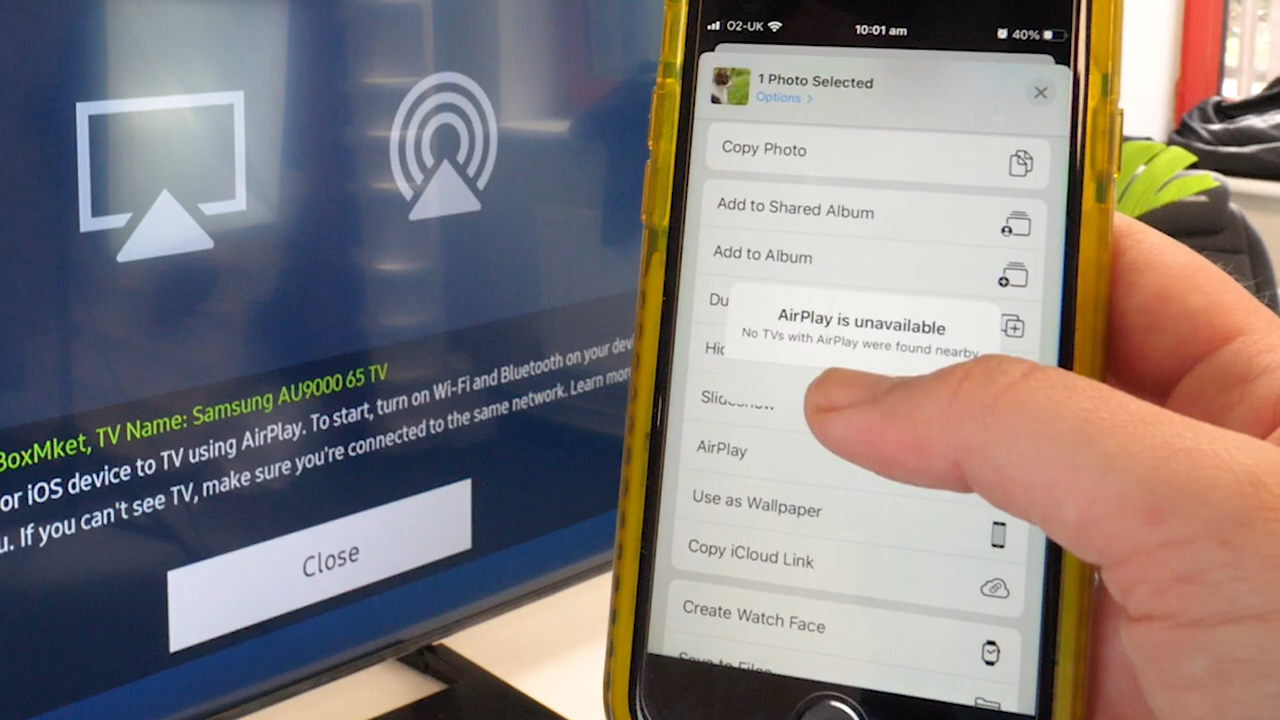 BoxMket, TV Name: Samsung AU9000 65 TV
or iOS device to TV using AirPlay. To start, turn on Wi-Fi and Bluetooth on your
If you can't see TV, make sure you're connected to the same network. Learn
Close
O2-UK
10:01 am
40%
1 Photo Selected
Options >
Copy Photo
Add to Shared Album
Add to Album
AirPlay is unavailable
No TVs with AirPlay were found nearby.
Slideshow
AirPlay
Use as Wallpaper
Copy iCloud Link
Create Watch Face
Save to Files